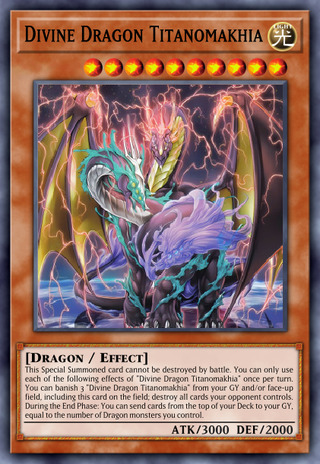 Divine Dragon Titanomakhia
LIGHT
光
[Dragon / Effect]
This Special Summoned card cannot be destroyed by battle. You can only use
each of the following effects of "Divine Dragon Titanomakhia" once per turn.
You can banish 3 "Divine Dragon Titanomakhia" from your GY and/or face-up
field, including this card on the field; destroy all cards your opponent controls.
During the End Phase: You can send cards from the top of your Deck to your GY,
equal to the number of Dragon monsters you control.
ATK/3000 DEF/2000